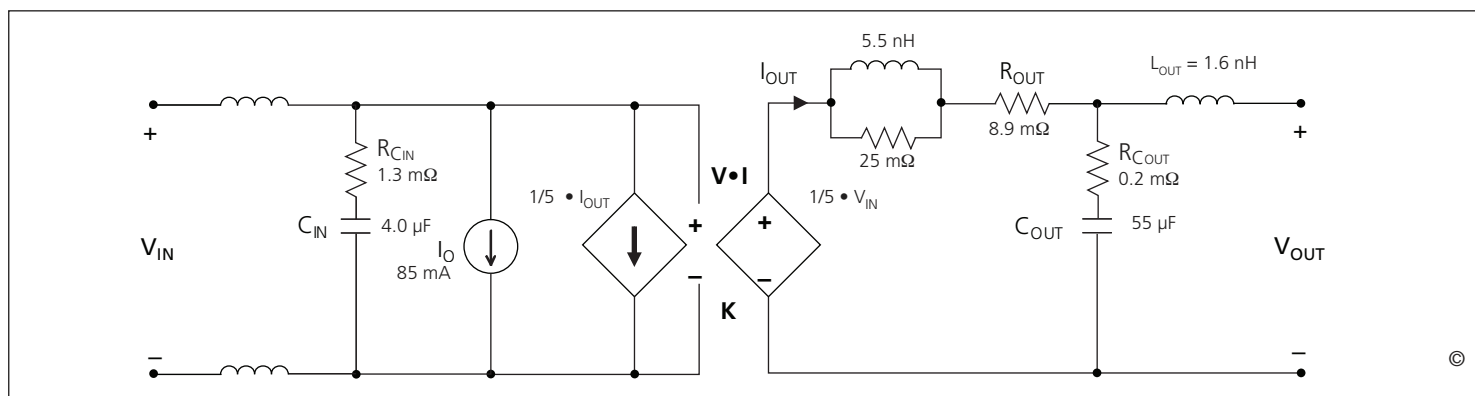 5.5 nH
I_OUT
R_OUT
L_OUT = 1.6 nH
+
R_CIN
1.3 mΩ
C_IN
4.0 µF
V_IN
I_O
85 mA
1/5 • I_OUT
+
–
V•I
K
1/5 • V_IN
+
–
25 mΩ
8.9 mΩ
R_COUT
0.2 mΩ
C_OUT
55 µF
+
V_OUT
–
–
©